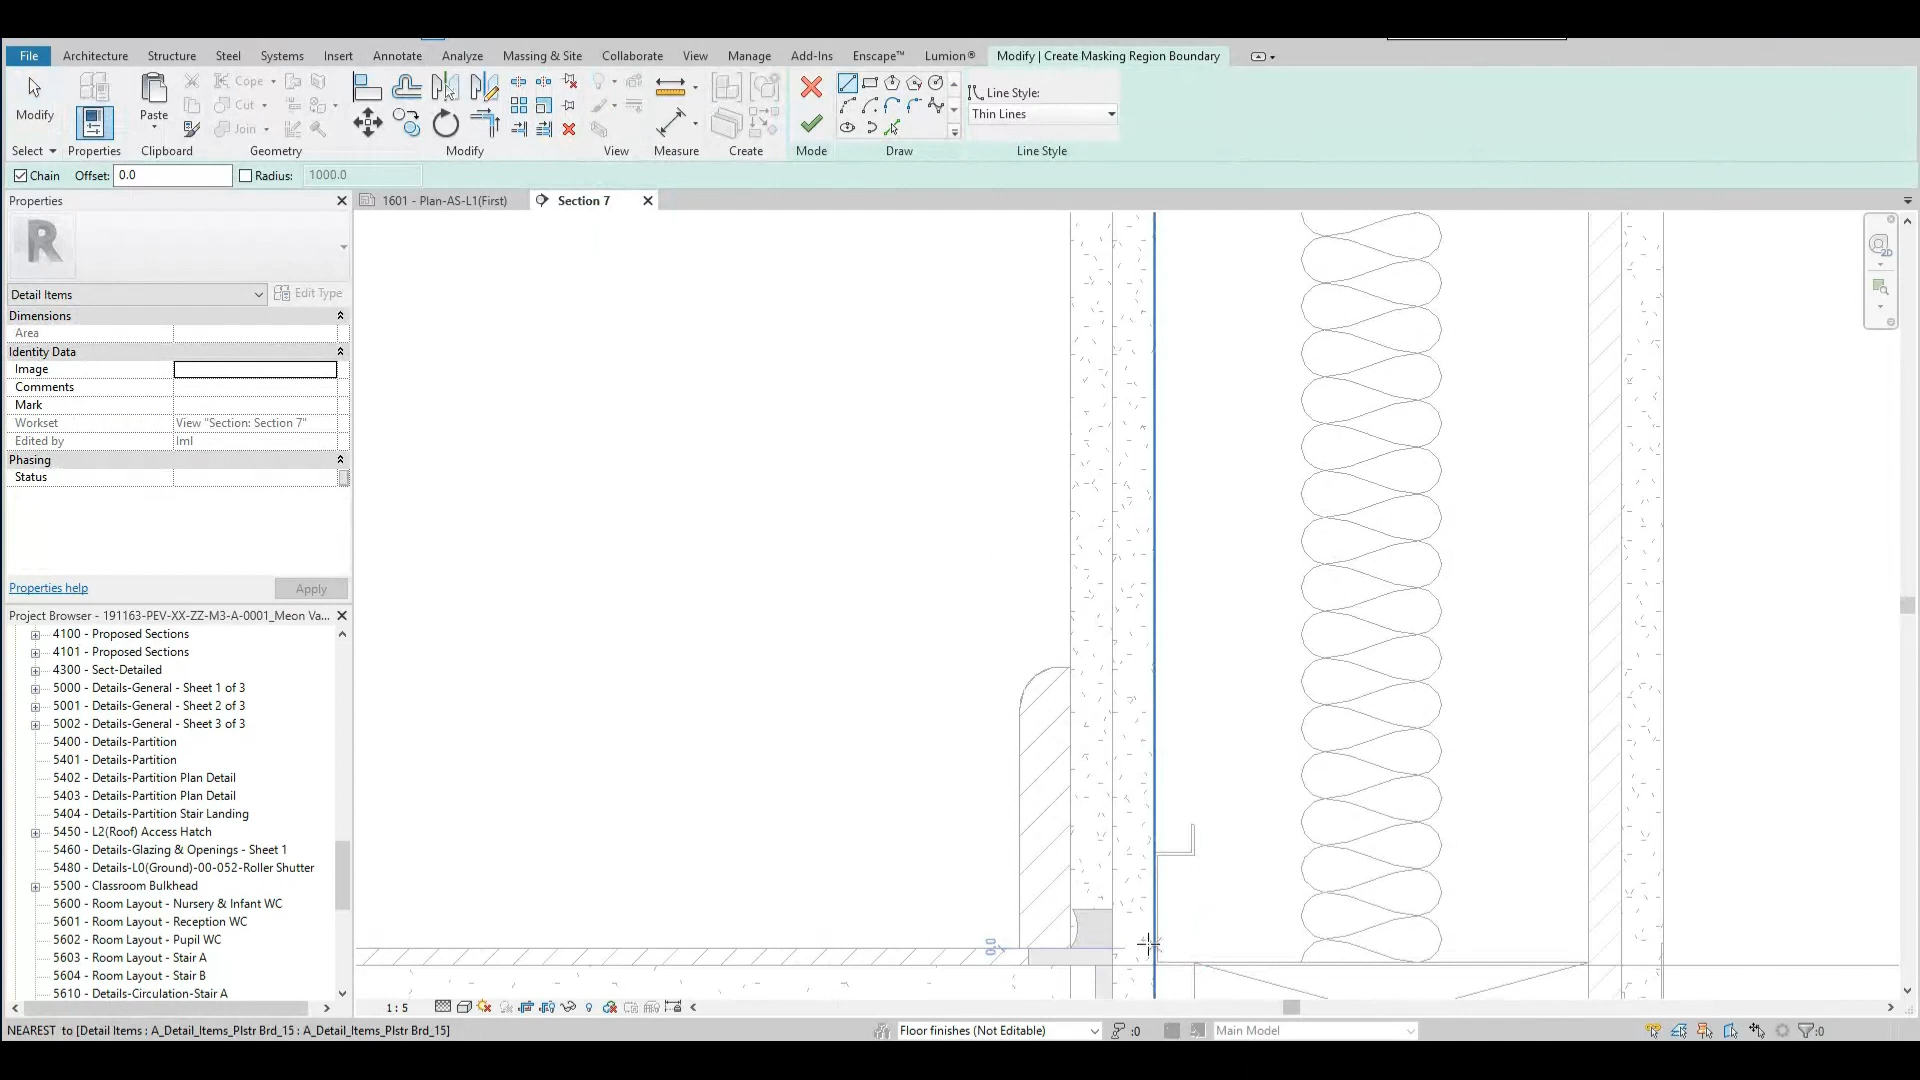 File Architecture Structure Steel Systems Insert Annotate Analyze Massing & Site Collaborate View Manage Add-Ins Enscape™ Lumion® Modify | Create Masking Region Boundary
Modify Paste Cope Cut Join Line Style:
Thin Lines
Select Properties Clipboard Geometry Modify View Measure Create Mode Draw Line Style
Chain Offset: 0.0 Radius: 1000.0
Properties
1601 - Plan-AS-L1(First) Section 7
R
Detail Items Edit Type
Dimensions
Area
Identity Data
Image
Comments
Mark
Workset View "Section: Section 7"
Edited by lml
Phasing
Status
Properties help Apply
Project Browser - 191163-PEV-XX-ZZ-M3-A-0001_Meon Va...
4100 - Proposed Sections
4101 - Proposed Sections
4300 - Sect-Detailed
5000 - Details-General - Sheet 1 of 3
5001 - Details-General - Sheet 2 of 3
5002 - Details-General - Sheet 3 of 3
5400 - Details-Partition
5401 - Details-Partition
5402 - Details-Partition Plan Detail
5403 - Details-Partition Plan Detail
5404 - Details-Partition Stair Landing
5450 - L2(Roof) Access Hatch
5460 - Details-Glazing & Openings - Sheet 1
5480 - Details-L0(Ground)-00-052-Roller Shutter
5500 - Classroom Bulkhead
5600 - Room Layout - Nursery & Infant WC
5601 - Room Layout - Reception WC
5602 - Room Layout - Pupil WC
5603 - Room Layout - Stair A
5604 - Room Layout - Stair B
5610 - Details-Circulation-Stair A
0.0
2D
1 : 5
NEAREST to [Detail Items : A_Detail_Items_Plstr Brd_15 : A_Detail_Items_Plstr Brd_15] Floor finishes (Not Editable) :0 Main Model :0